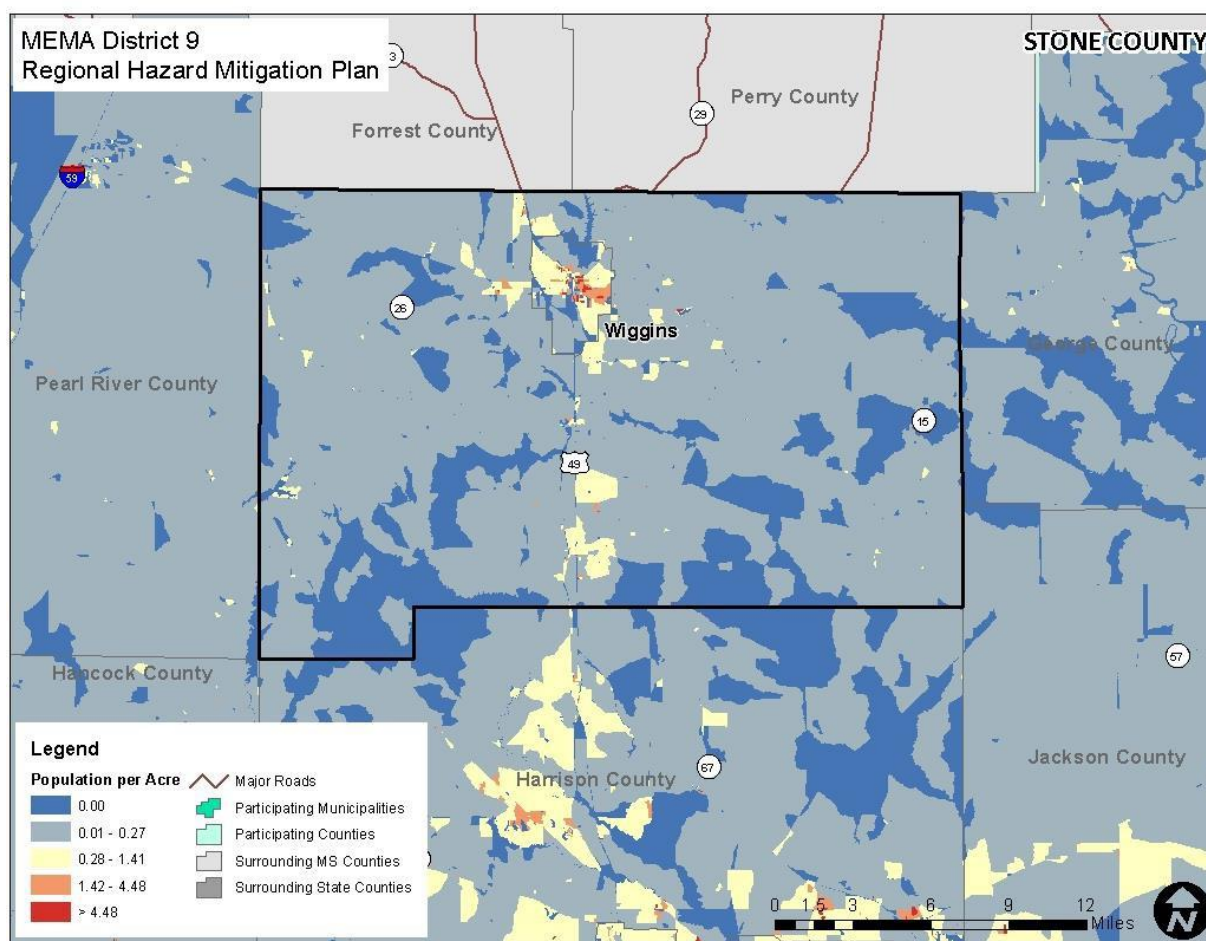 MEMA District 9
Regional Hazard Mitigation Plan
STONE COUNTY
3
Perry County
29
Forrest County
59
26
Wiggins
George County
Pearl River County
15
49
57
Hancock County
Jackson County
67
Harrison County
Legend
Population per Acre
0.00
0.01 - 0.27
0.28 - 1.41
1.42 - 4.48
> 4.48
Major Roads
Participating Municipalities
Participating Counties
Surrounding MS Counties
Surrounding State Counties
0 1.5 3 6 9 12
Miles
N